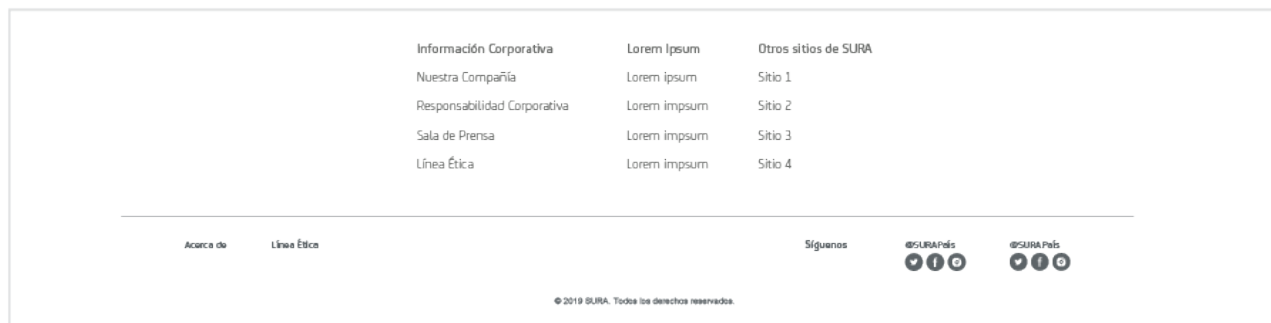 Información Corporativa
Nuestra Compañía
Responsabilidad Corporativa
Sala de Prensa
Línea Ética
Lorem Ipsum
Lorem ipsum
Lorem impsum
Lorem impsum
Lorem impsum
Otros sitios de SURA
Sitio 1
Sitio 2
Sitio 3
Sitio 4
Acerca de
Línea Ética
Síguenos
@SURAPaís
@SURAPaís
© 2019 SURA. Todos los derechos reservados.